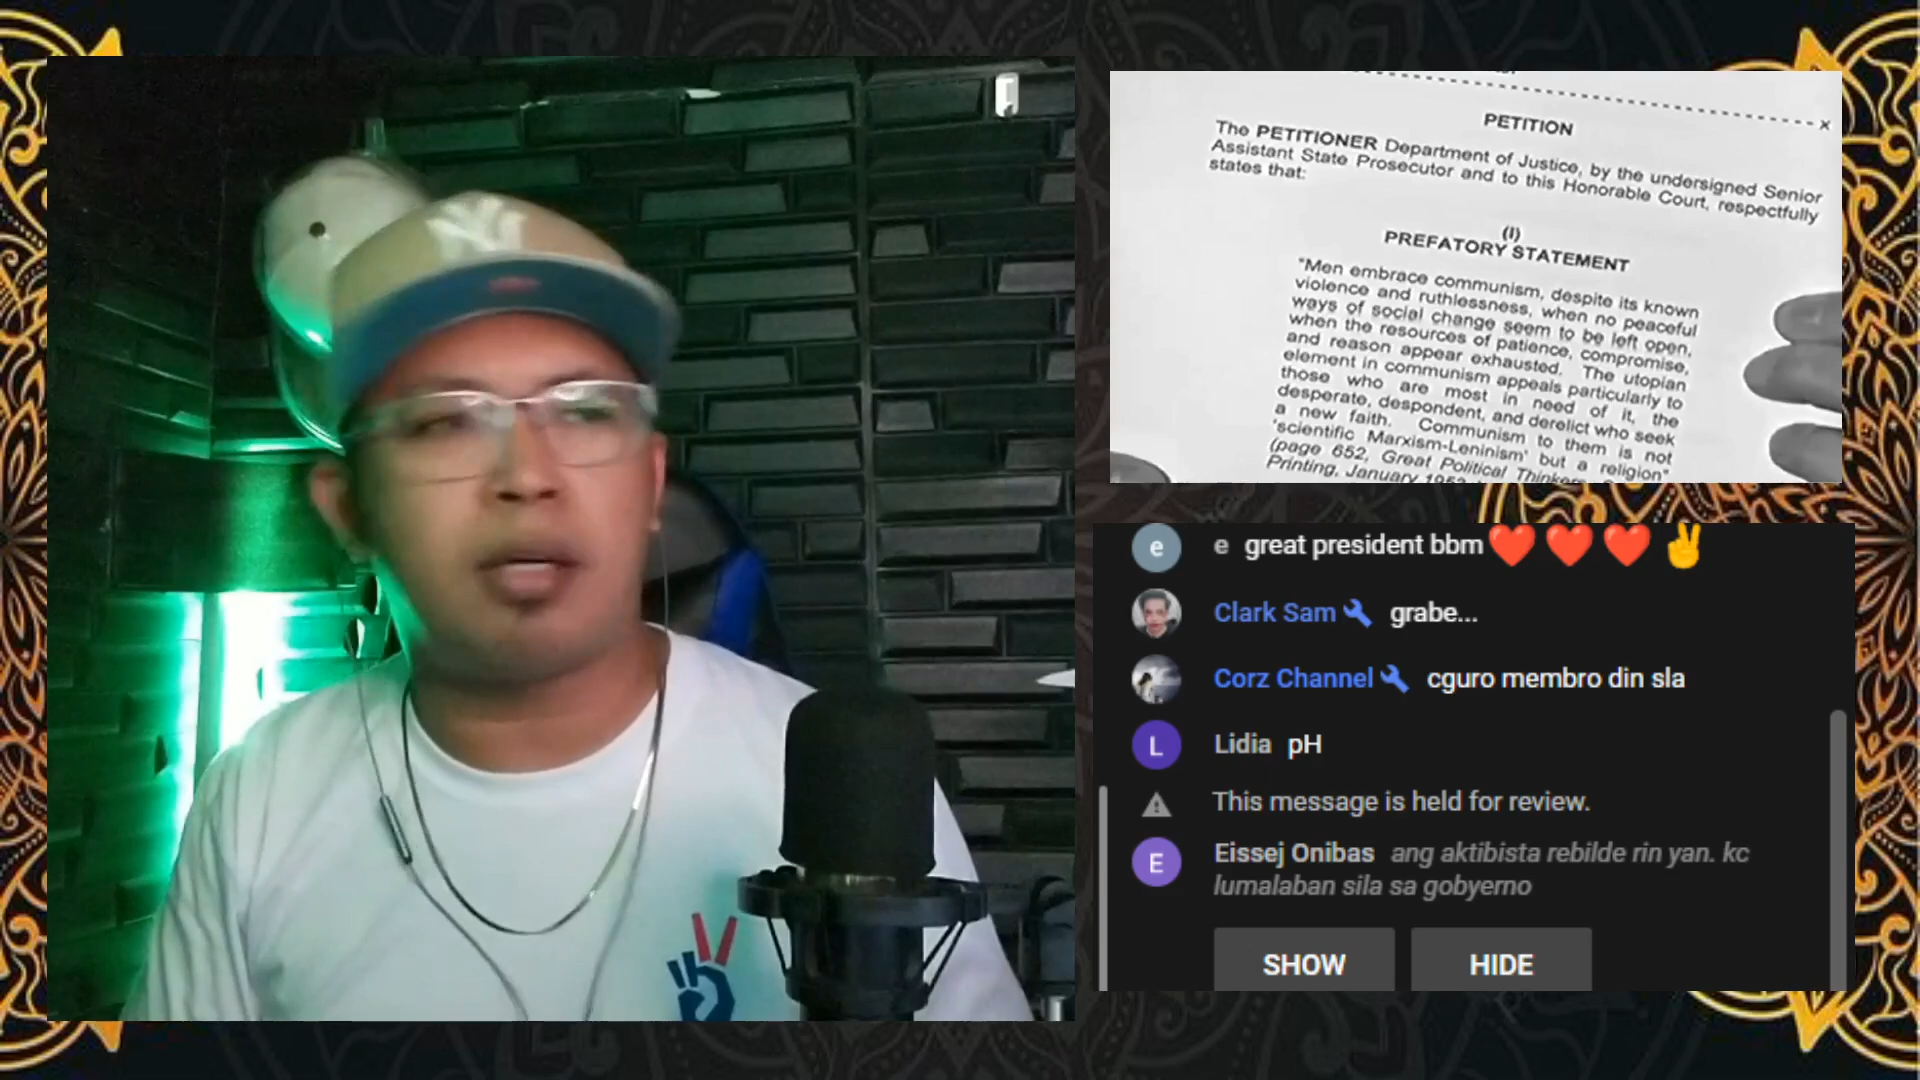 NY
PETITION
x
The PETITIONER Department of Justice, by the undersigned Senior
Assistant State Prosecutor and to this Honorable Court, respectfully
states that:
(I)
PREFATORY STATEMENT
"Men embrace communism, despite its known
violence and ruthlessness, when no peaceful
ways of social change seem to be left open,
when the resources of patience, compromise,
and reason appear exhausted. The utopian
element in communism appeals particularly to
those who are most in need of it, the
desperate, despondent, and derelict who seek
a new faith. Communism to them is not
'scientific Marxism-Leninism' but a religion"
(page 652, Great Political Thinkers,
Printing, January
e great president bbm❤️❤️❤️✌️
Clark Sam grabe...
Corz Channel cguro membro din sla
L Lidia pH
This message is held for review.
E Eissej Onibas ang aktibista rebilde rin yan. kc
lumalaban sila sa gobyerno
SHOW HIDE